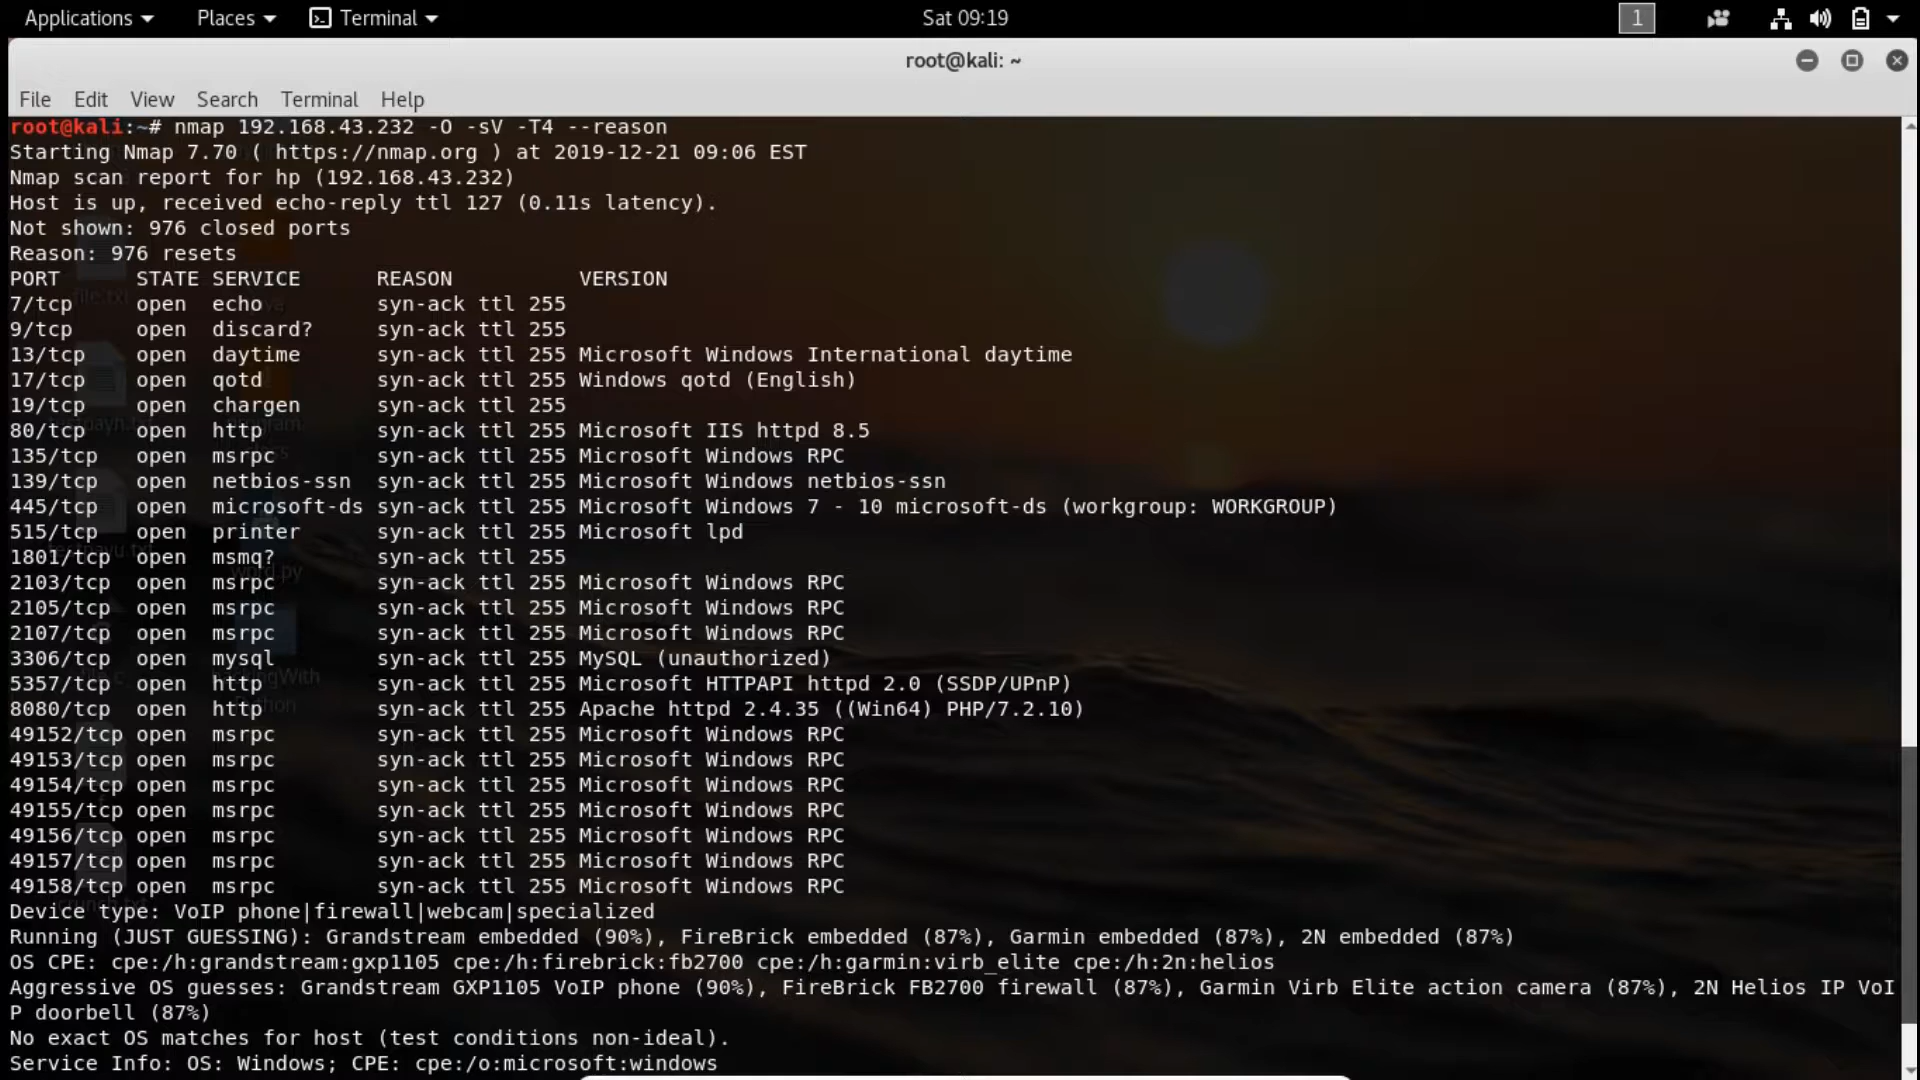 Applications Places Terminal Sat 09:19 1
root@kali: ~
File Edit View Search Terminal Help
root@kali:~# nmap 192.168.43.232 -O -sV -T4 --reason
Starting Nmap 7.70 ( https://nmap.org ) at 2019-12-21 09:06 EST
Nmap scan report for hp (192.168.43.232)
Host is up, received echo-reply ttl 127 (0.11s latency).
Not shown: 976 closed ports
Reason: 976 resets
PORT STATE SERVICE REASON VERSION
7/tcp open echo syn-ack ttl 255
9/tcp open discard? syn-ack ttl 255
13/tcp open daytime syn-ack ttl 255 Microsoft Windows International daytime
17/tcp open qotd syn-ack ttl 255 Windows qotd (English)
19/tcp open chargen syn-ack ttl 255
80/tcp open http syn-ack ttl 255 Microsoft IIS httpd 8.5
135/tcp open msrpc syn-ack ttl 255 Microsoft Windows RPC
139/tcp open netbios-ssn syn-ack ttl 255 Microsoft Windows netbios-ssn
445/tcp open microsoft-ds syn-ack ttl 255 Microsoft Windows 7 - 10 microsoft-ds (workgroup: WORKGROUP)
515/tcp open printer syn-ack ttl 255 Microsoft lpd
1801/tcp open msmq? syn-ack ttl 255
2103/tcp open msrpc syn-ack ttl 255 Microsoft Windows RPC
2105/tcp open msrpc syn-ack ttl 255 Microsoft Windows RPC
2107/tcp open msrpc syn-ack ttl 255 Microsoft Windows RPC
3306/tcp open mysql syn-ack ttl 255 MySQL (unauthorized)
5357/tcp open http syn-ack ttl 255 Microsoft HTTPAPI httpd 2.0 (SSDP/UPnP)
8080/tcp open http syn-ack ttl 255 Apache httpd 2.4.35 ((Win64) PHP/7.2.10)
49152/tcp open msrpc syn-ack ttl 255 Microsoft Windows RPC
49153/tcp open msrpc syn-ack ttl 255 Microsoft Windows RPC
49154/tcp open msrpc syn-ack ttl 255 Microsoft Windows RPC
49155/tcp open msrpc syn-ack ttl 255 Microsoft Windows RPC
49156/tcp open msrpc syn-ack ttl 255 Microsoft Windows RPC
49157/tcp open msrpc syn-ack ttl 255 Microsoft Windows RPC
49158/tcp open msrpc syn-ack ttl 255 Microsoft Windows RPC
Device type: VoIP phone|firewall|webcam|specialized
Running (JUST GUESSING): Grandstream embedded (90%), FireBrick embedded (87%), Garmin embedded (87%), 2N embedded (87%)
OS CPE: cpe:/h:grandstream:gxp1105 cpe:/h:firebrick:fb2700 cpe:/h:garmin:virb_elite cpe:/h:2n:helios
Aggressive OS guesses: Grandstream GXP1105 VoIP phone (90%), FireBrick FB2700 firewall (87%), Garmin Virb Elite action camera (87%), 2N Helios IP VoI
P doorbell (87%)
No exact OS matches for host (test conditions non-ideal).
Service Info: OS: Windows; CPE: cpe:/o:microsoft:windows